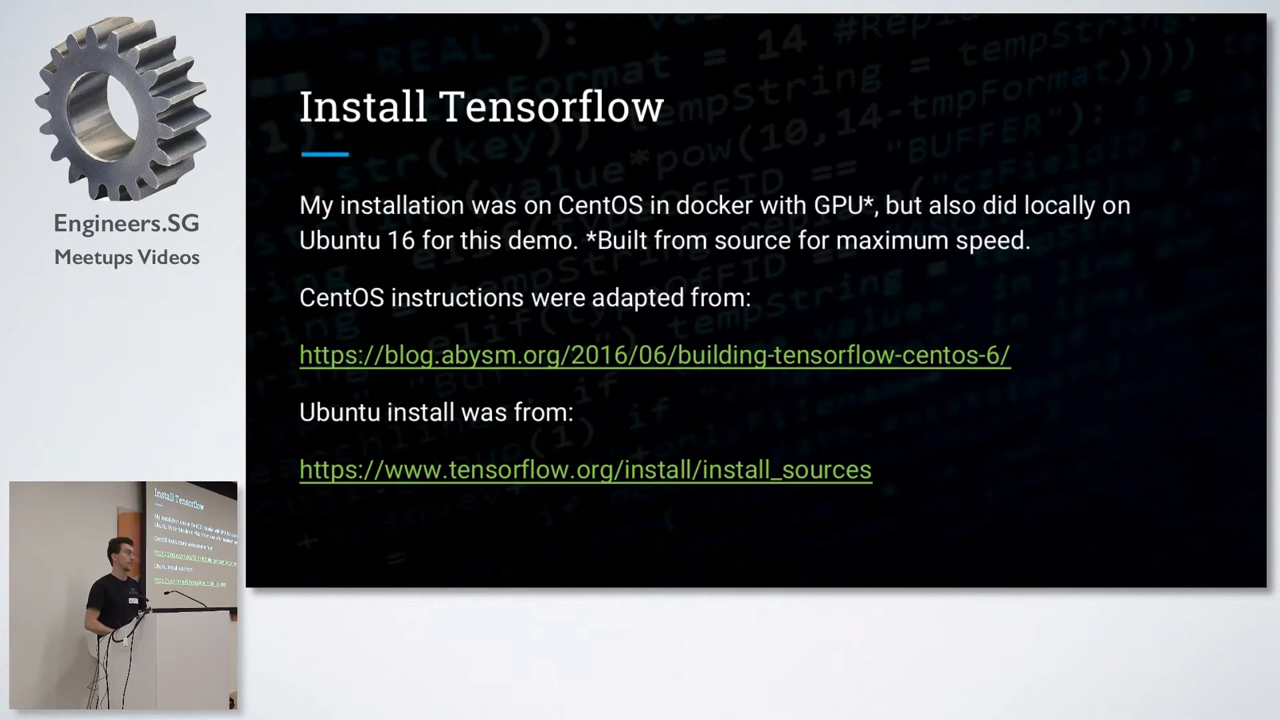 Engineers.SG
Meetups Videos
Install Tensorflow
My installation was on CentOS in docker with GPU*, but also did locally on
Ubuntu 16 for this demo. *Built from source for maximum speed.
CentOS instructions were adapted from:
https://blog.abysm.org/2016/06/building-tensorflow-centos-6/
Ubuntu install was from:
https://www.tensorflow.org/install/install_sources
Install Tensorflow